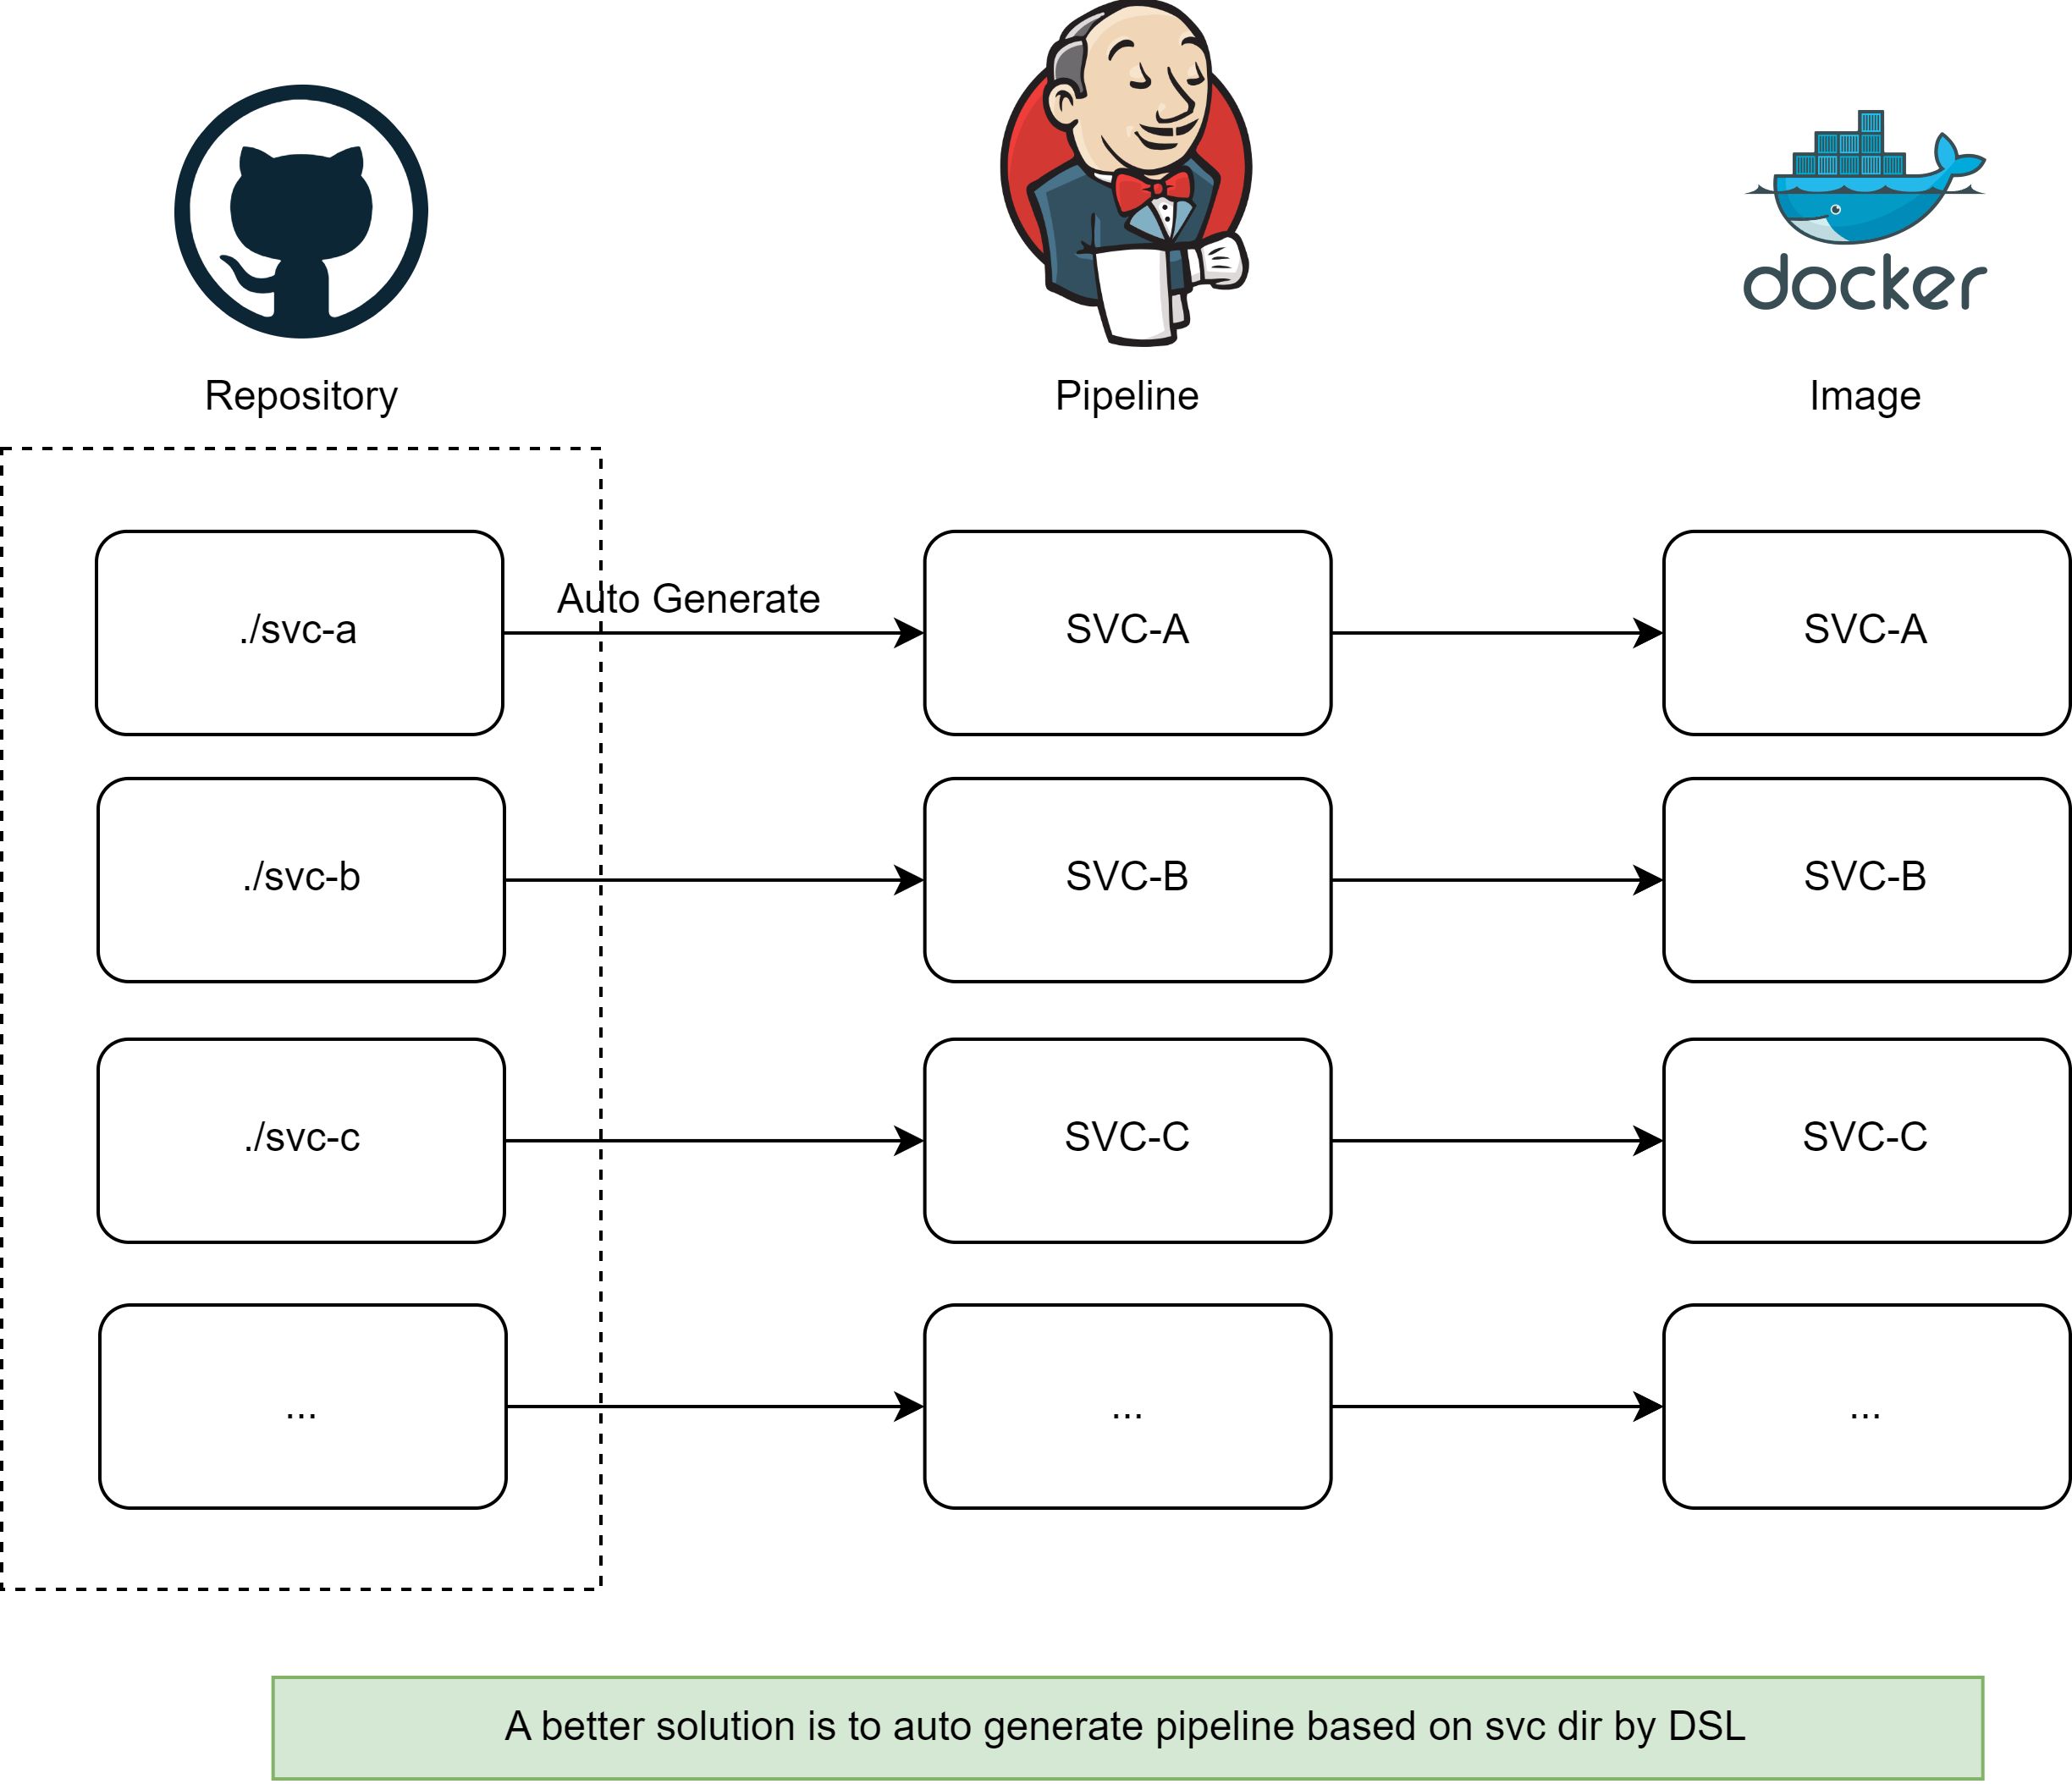 docker
Repository
Pipeline
Image
Auto Generate
./svc-a
SVC-A
SVC-A
./svc-b
SVC-B
SVC-B
./svc-c
SVC-C
SVC-C
...
...
...
A better solution is to auto generate pipeline based on svc dir by DSL